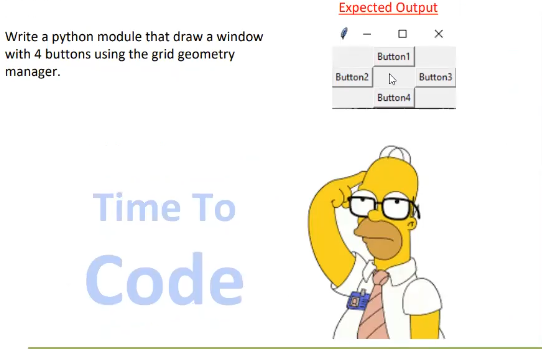 Expected Output
Write a python module that draw a window
with 4 buttons using the grid geometry
manager.
Button1
Button2
Button3
Button4
Time To
Code